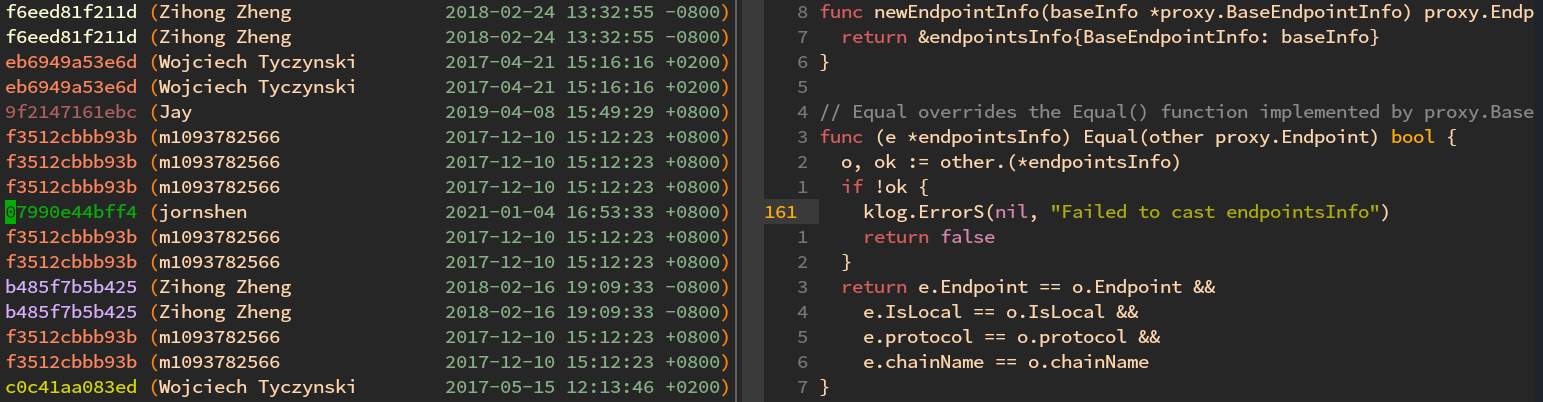 f6eed81f211d (Zihong Zheng 2018-02-24 13:32:55 -0800) 8 func newEndpointInfo(baseInfo *proxy.BaseEndpointInfo) proxy.Endp
f6eed81f211d (Zihong Zheng 2018-02-24 13:32:55 -0800) 7 return &endpointsInfo{BaseEndpointInfo: baseInfo}
eb6949a53e6d (Wojciech Tyczynski 2017-04-21 15:16:16 +0200) 6 }
eb6949a53e6d (Wojciech Tyczynski 2017-04-21 15:16:16 +0200) 5
9f2147161ebc (Jay 2019-04-08 15:49:29 +0800) 4 // Equal overrides the Equal() function implemented by proxy.Base
f3512cbbb93b (m1093782566 2017-12-10 15:12:23 +0800) 3 func (e *endpointsInfo) Equal(other proxy.Endpoint) bool {
f3512cbbb93b (m1093782566 2017-12-10 15:12:23 +0800) 2 o, ok := other.(*endpointsInfo)
f3512cbbb93b (m1093782566 2017-12-10 15:12:23 +0800) 1 if !ok {
07990e44bff4 (jornshen 2021-01-04 16:53:33 +0800) 161 klog.ErrorS(nil, "Failed to cast endpointsInfo")
f3512cbbb93b (m1093782566 2017-12-10 15:12:23 +0800) 1 return false
f3512cbbb93b (m1093782566 2017-12-10 15:12:23 +0800) 2 }
b485f7b5b425 (Zihong Zheng 2018-02-16 19:09:33 -0800) 3 return e.Endpoint == o.Endpoint &&
b485f7b5b425 (Zihong Zheng 2018-02-16 19:09:33 -0800) 4 e.IsLocal == o.IsLocal &&
f3512cbbb93b (m1093782566 2017-12-10 15:12:23 +0800) 5 e.protocol == o.protocol &&
f3512cbbb93b (m1093782566 2017-12-10 15:12:23 +0800) 6 e.chainName == o.chainName
c0c41aa083ed (Wojciech Tyczynski 2017-05-15 12:13:46 +0200) 7 }